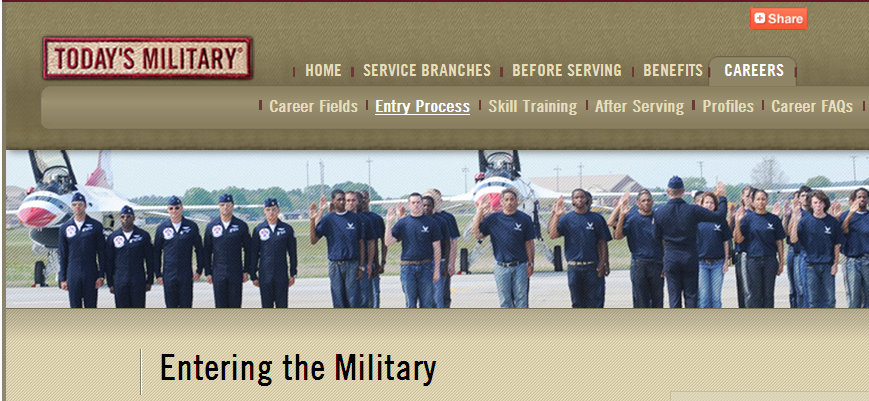 Share
TODAY'S MILITARY®
HOME SERVICE BRANCHES BEFORE SERVING BENEFITS CAREERS
Career Fields Entry Process Skill Training After Serving Profiles Career FAQs
Entering the Military